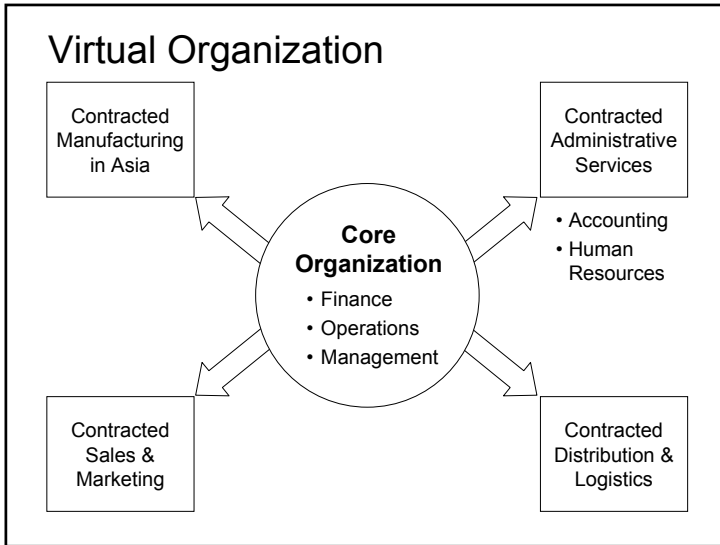 Virtual Organization
Contracted
Manufacturing
in Asia
Contracted
Administrative
Services
• Accounting
• Human
Resources
Core
Organization
• Finance
• Operations
• Management
Contracted
Sales &
Marketing
Contracted
Distribution &
Logistics